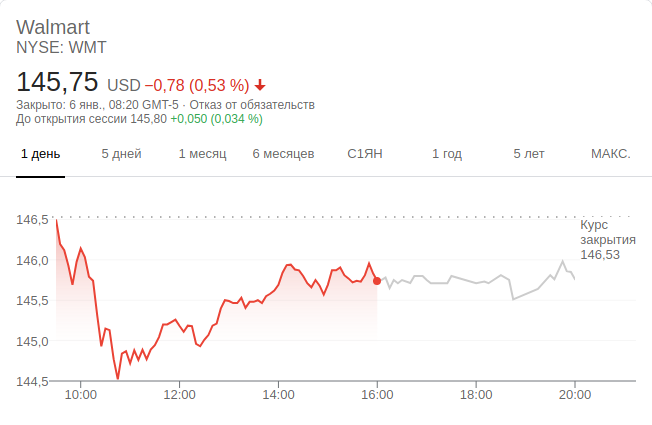 Walmart
NYSE: WMT
145,75 USD −0,78 (0,53 %)
Закрыто: 6 янв., 08:20 GMT-5 · Отказ от обязательств
До открытия сессии 145,80 +0,050 (0,034 %)
1 день 5 дней 1 месяц 6 месяцев С1ЯН 1 год 5 лет МАКС.
146,5
Курс
закрытия
146,53
146,0
145,5
145,0
144,5
10:00 12:00 14:00 16:00 18:00 20:00